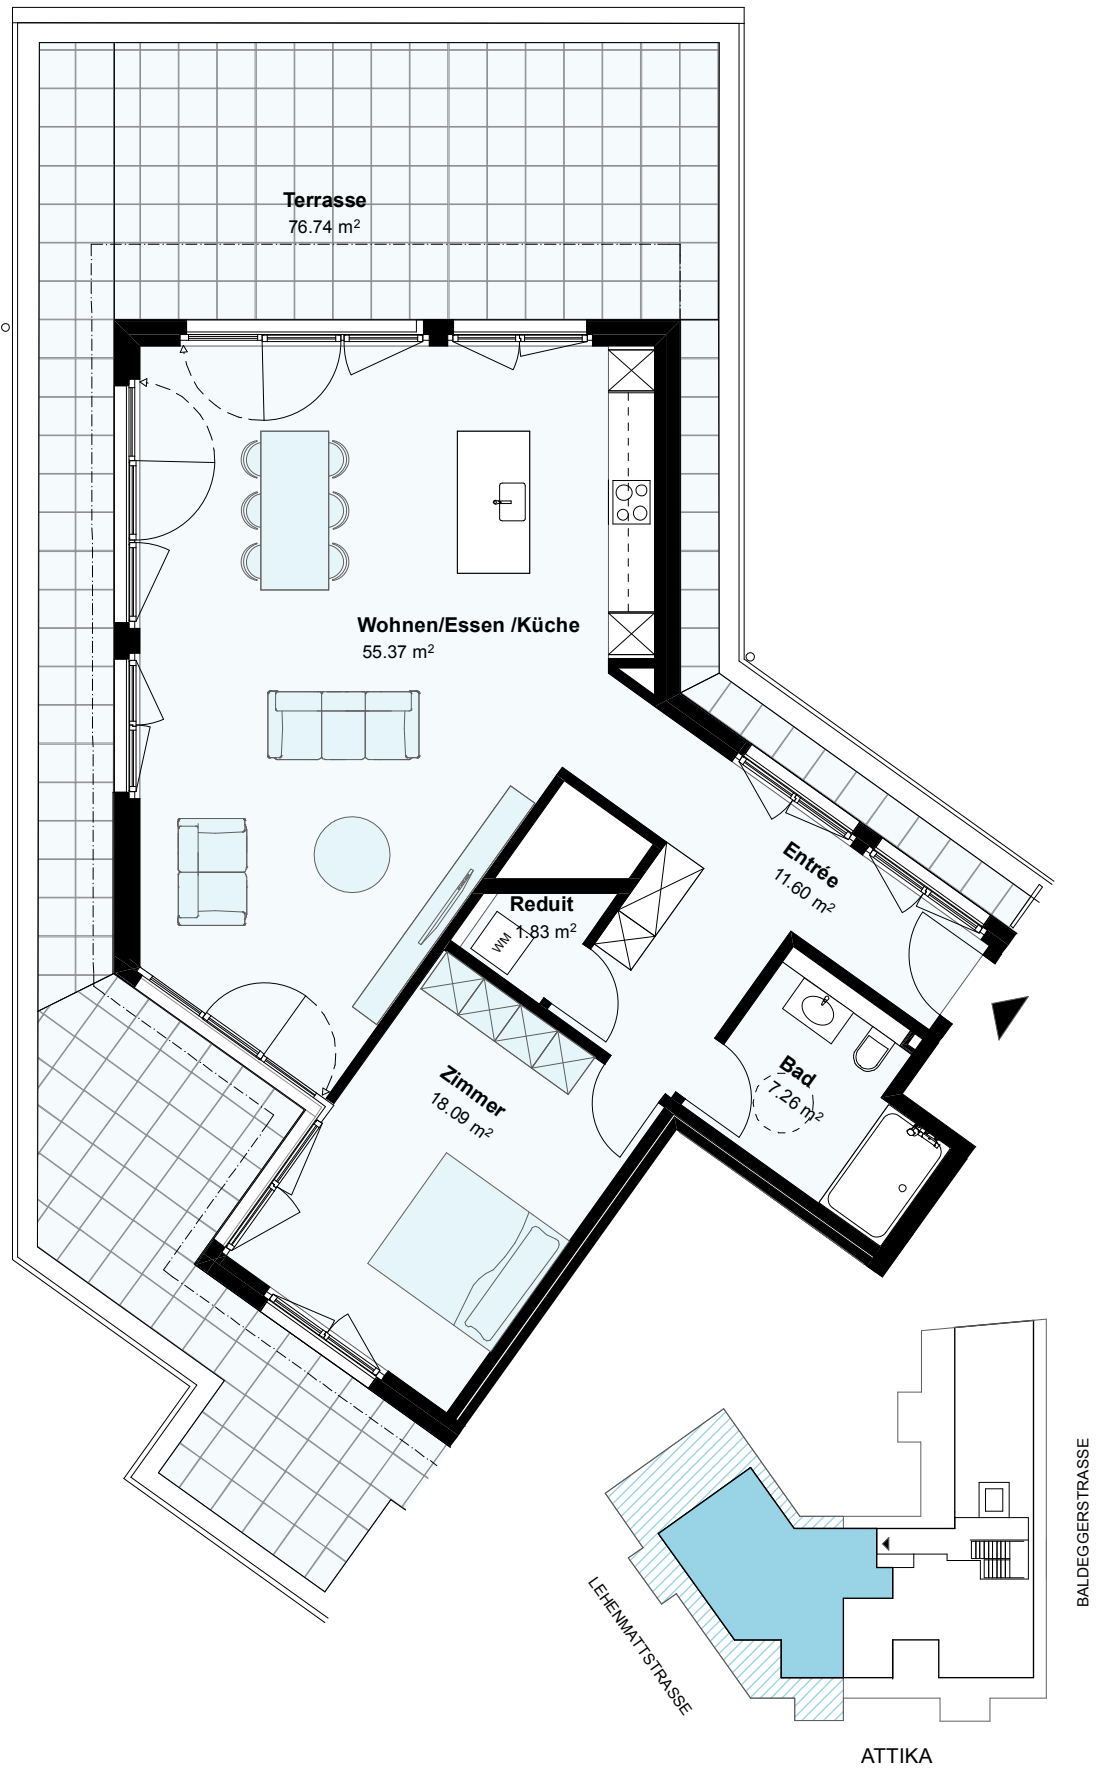 Terrasse
76.74 m²
Wohnen/Essen /Küche
55.37 m²
Entrée
11.60 m²
Reduit
1.83 m²
WM
Zimmer
18.09 m²
Bad
7.26 m²
LEHENMATTSTRASSE
BALDEGGERSTRASSE
ATTIKA